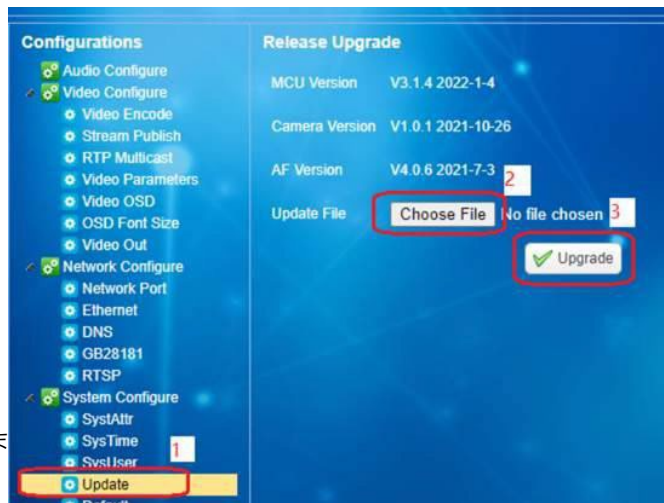 Configurations
Audio Configure
Video Configure
Video Encode
Stream Publish
RTP Multicast
Video Parameters
Video OSD
OSD Font Size
Video Out
Network Configure
Network Port
Ethernet
DNS
GB28181
RTSP
System Configure
SystAttr
SysTime
1
SysUser
Update
Default
Release Upgrade
MCU Version V3.1.4 2022-1-4
Camera Version V1.0.1 2021-10-26
AF Version V4.0.6 2021-7-3
2
Update File Choose File No file chosen 3
Upgrade